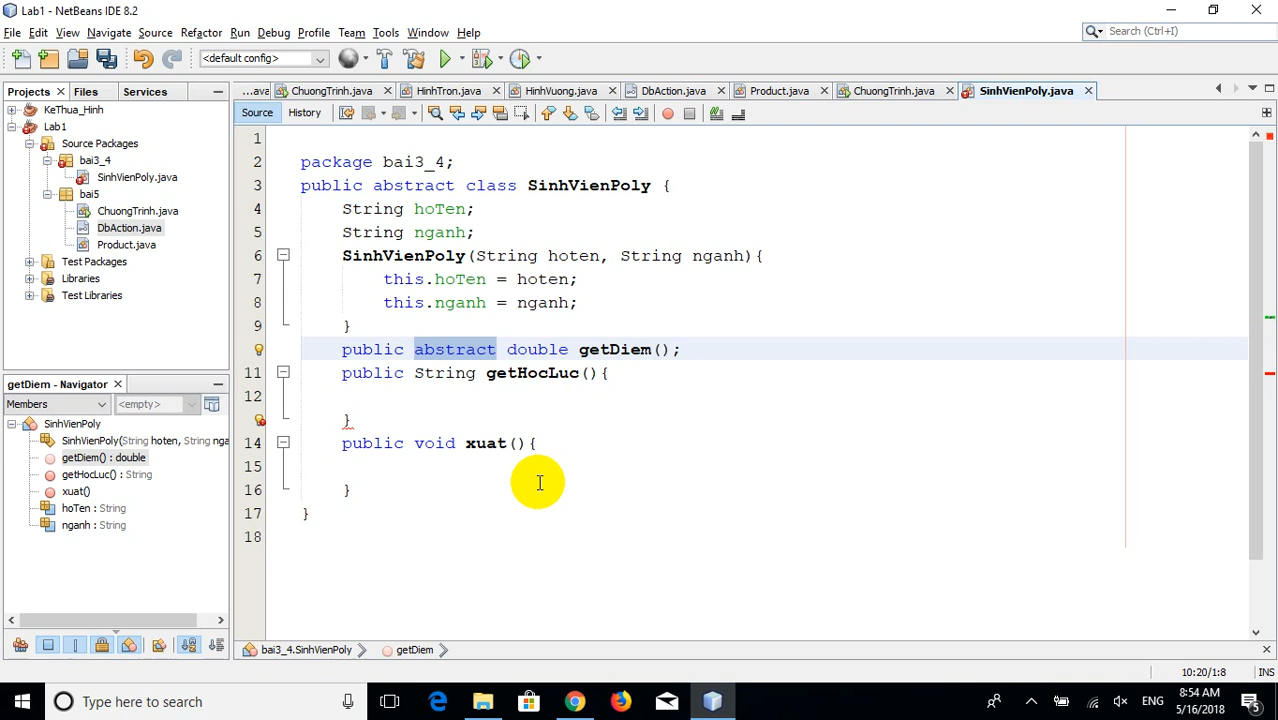 Lab1 - NetBeans IDE 8.2
File Edit View Navigate Source Refactor Run Debug Profile Team Tools Window Help
Search (Ctrl+I)
<default config>
Projects Files Services
...ava ChuongTrinh.java HinhTron.java HinhVuong.java DbAction.java Product.java ChuongTrinh.java SinhVienPoly.java
Source History
KeThua_Hinh
Lab1
Source Packages
bai3_4
SinhVienPoly.java
bai5
ChuongTrinh.java
DbAction.java
Product.java
Test Packages
Libraries
Test Libraries
1
2 package bai3_4;
3 public abstract class SinhVienPoly {
4 String hoTen;
5 String nganh;
6 SinhVienPoly(String hoten, String nganh){
7 this.hoTen = hoten;
8 this.nganh = nganh;
9 }
public abstract double getDiem();
11 public String getHocLuc(){
12
}
14 public void xuat(){
15
16 }
17 }
18
getDiem - Navigator
Members <empty>
SinhVienPoly
SinhVienPoly(String hoten, String nga
getDiem() : double
getHocLuc() : String
xuat()
hoTen : String
nganh : String
bai3_4.SinhVienPoly getDiem
10:20/1:8 INS
Type here to search
ENG
8:54 AM
5/16/2018
5